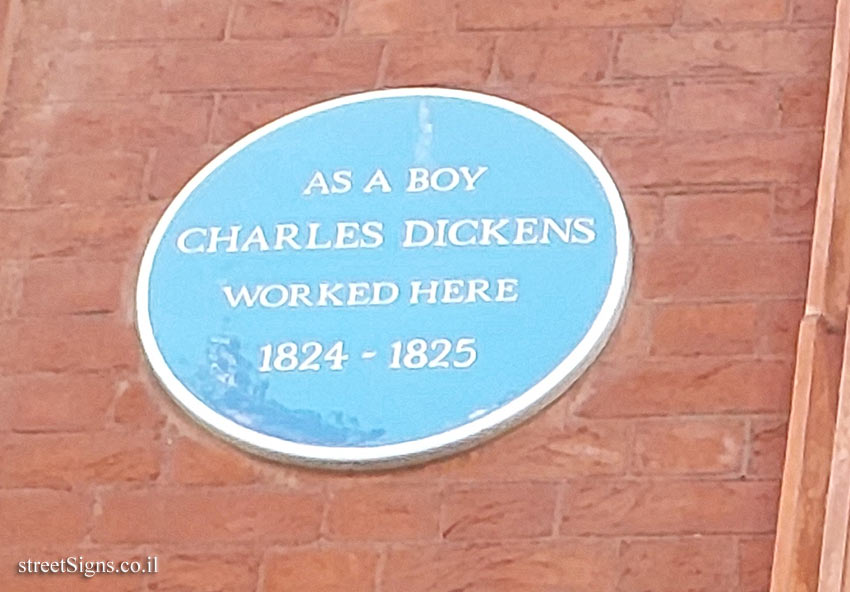 AS A BOY
CHARLES DICKENS
WORKED HERE
1824 - 1825
streetSigns.co.il